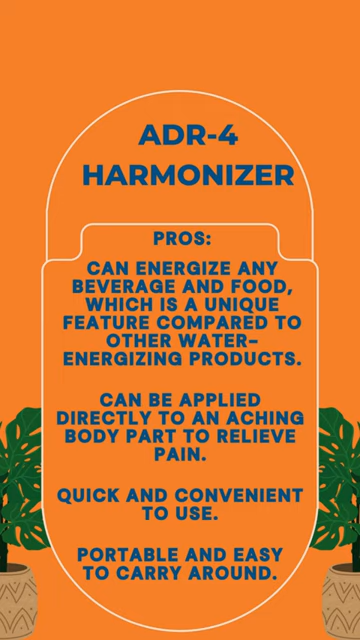 ADR-4
HARMONIZER
PROS:
CAN ENERGIZE ANY
BEVERAGE AND FOOD,
WHICH IS A UNIQUE
FEATURE COMPARED TO
OTHER WATER-
ENERGIZING PRODUCTS.
CAN BE APPLIED
DIRECTLY TO AN ACHING
BODY PART TO RELIEVE
PAIN.
QUICK AND CONVENIENT
TO USE.
PORTABLE AND EASY
TO CARRY AROUND.